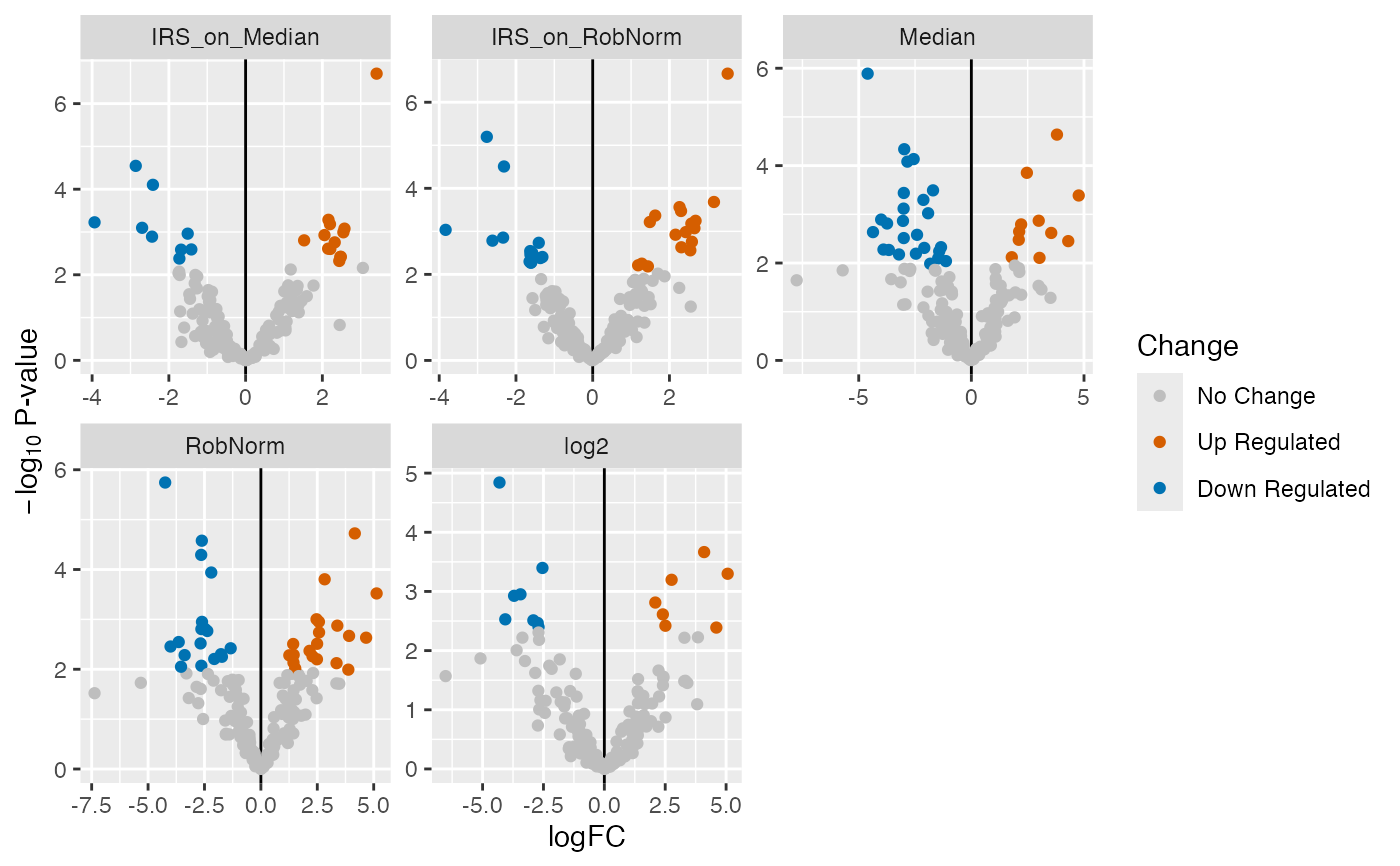 IRS_on_Median IRS_on_RobNorm Median
6 6 6
4 4 4
2 2 2
0 0 0
-4 -2 0 2 -4 -2 0 2 -5 0 5
RobNorm log2
6 5
4 4
3
2 2
1
0 0
-7.5 -5.0 -2.5 0.0 2.5 5.0 -5.0 -2.5 0.0 2.5 5.0
logFC
−log10 P-value
Change
No Change
Up Regulated
Down Regulated